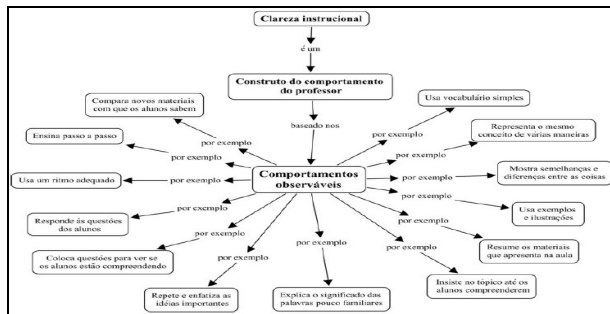 Clareza instrucional
é um
Construto do comportamento
do professor
baseado nos
Comportamentos
observáveis
por exemplo
Compara novos materiais
com que os alunos sabem
por exemplo
Ensina passo a passo
por exemplo
Usa um ritmo adequado
por exemplo
Responde às questões
dos alunos
por exemplo
Coloca questões para ver se
os alunos estão compreendendo
por exemplo
Repete e enfatiza as
idéias importantes
por exemplo
Explica o significado das
palavras pouco familiares
por exemplo
Insiste no tópico até os
alunos compreenderem
por exemplo
Resume os materiais
que apresenta na aula
por exemplo
Usa exemplos
e ilustrações
por exemplo
Mostra semelhanças e
diferenças entre as coisas
por exemplo
Representa o mesmo
conceito de várias maneiras
por exemplo
Usa vocabulário simples